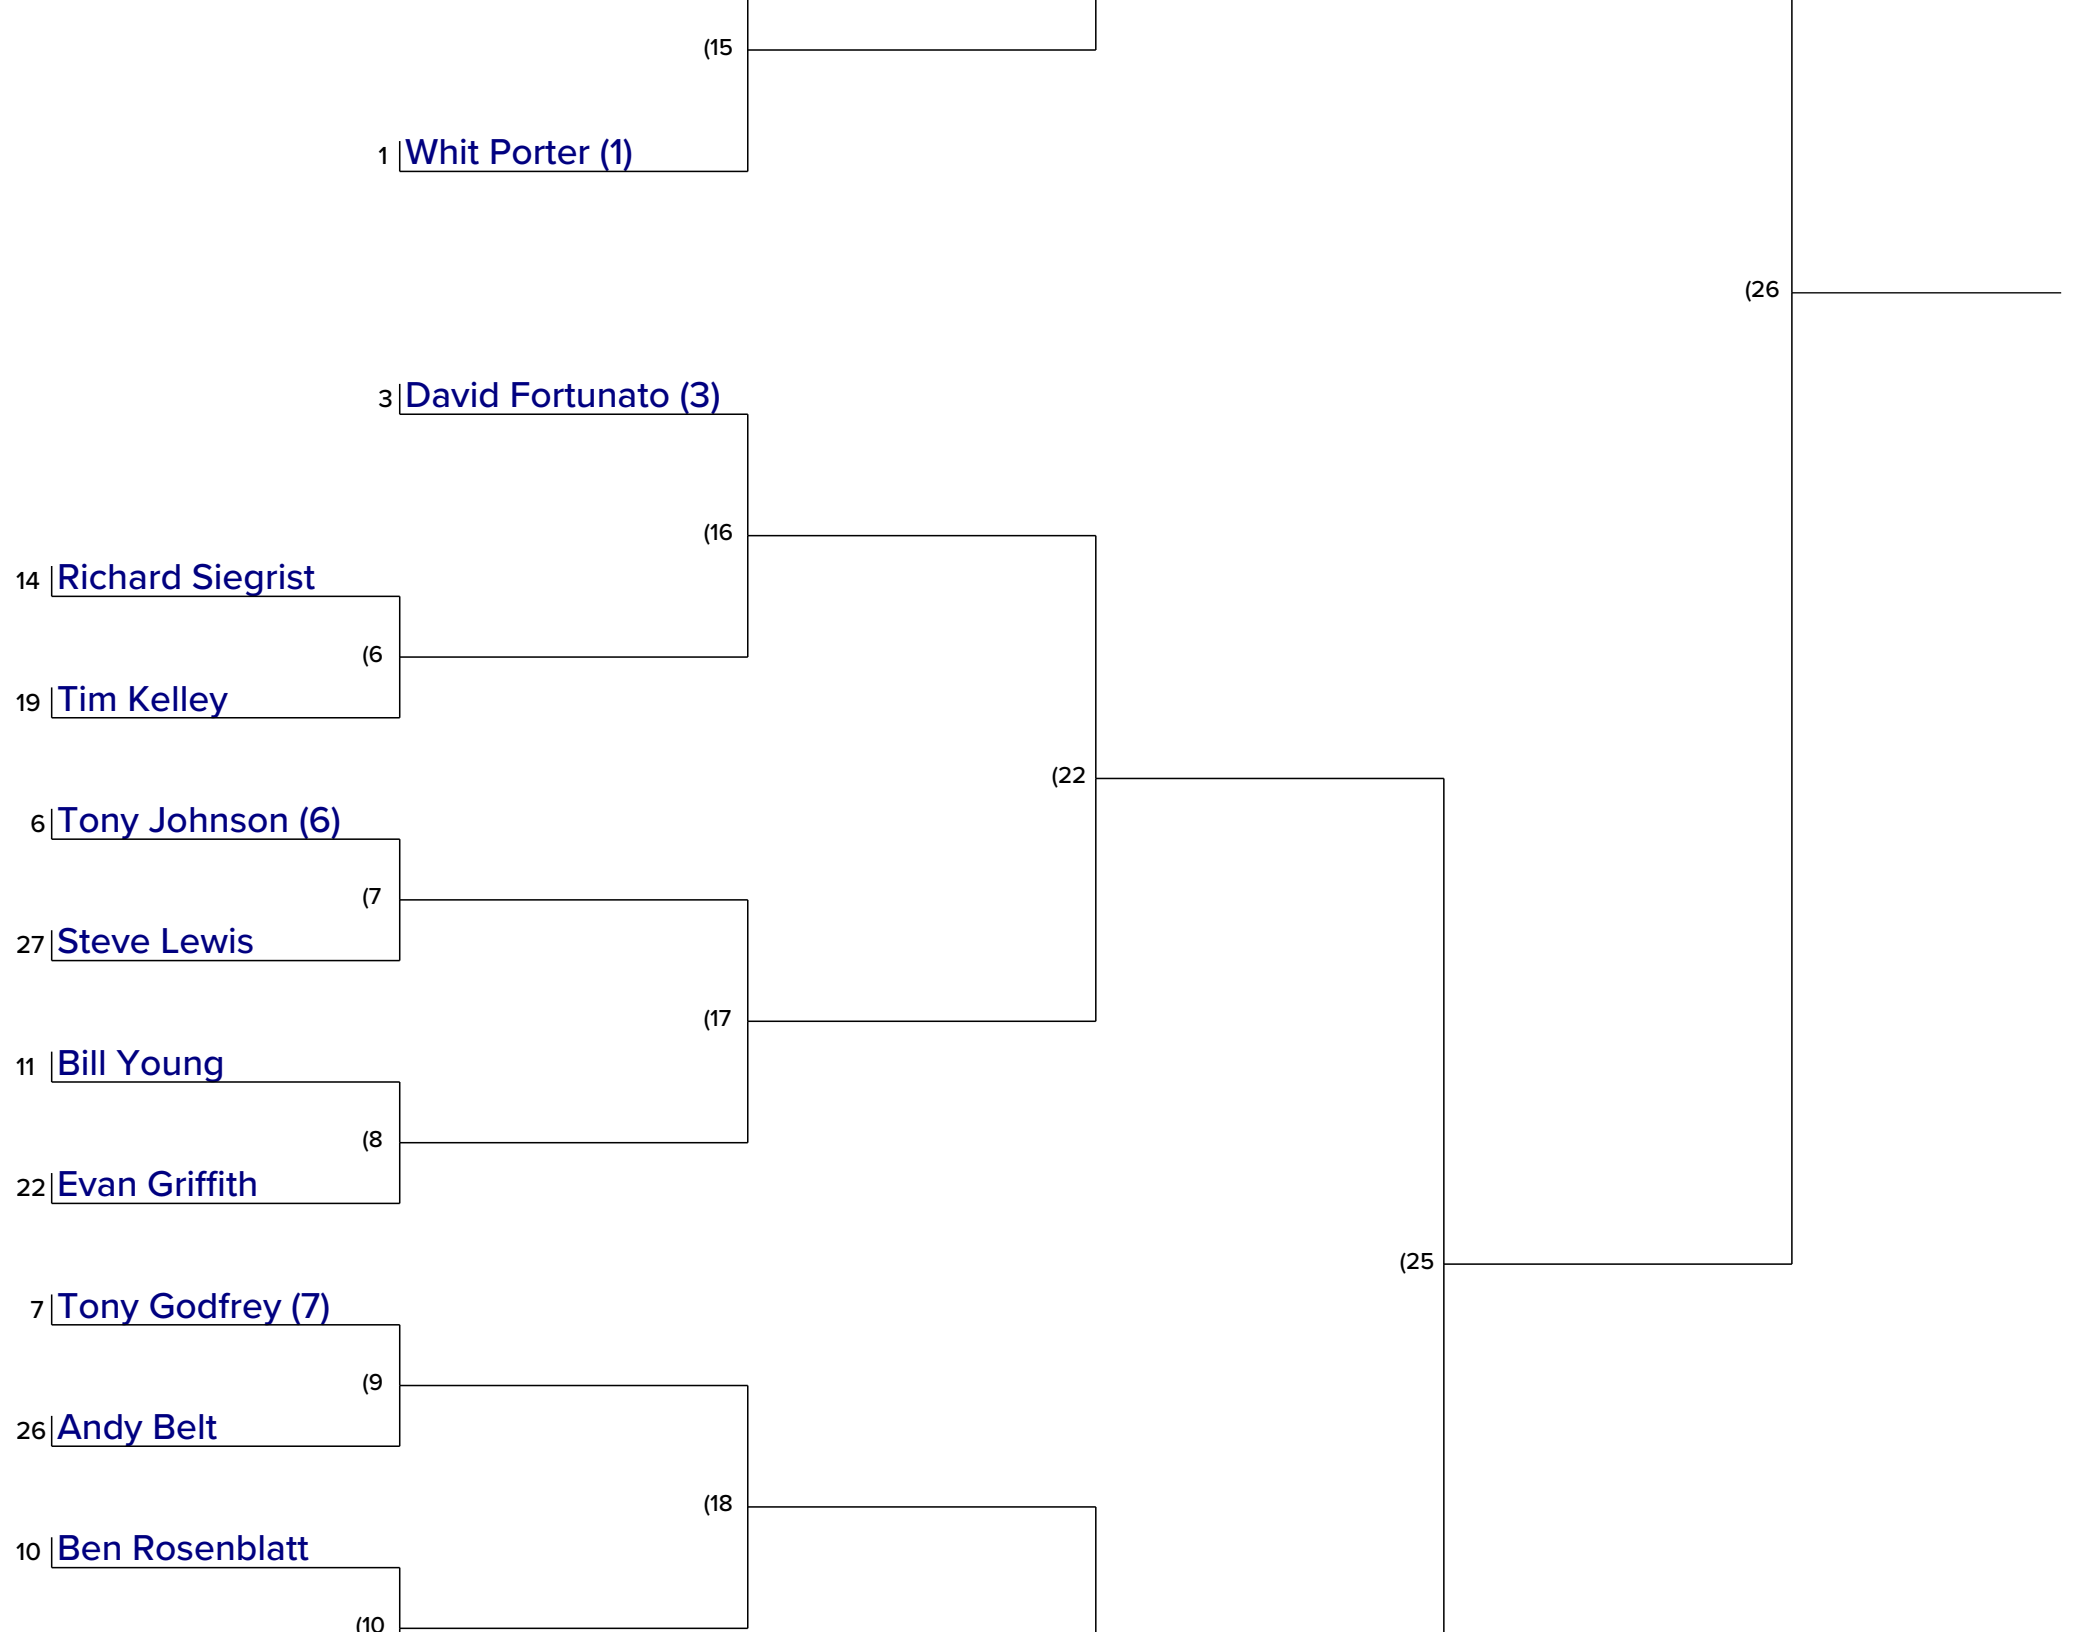 (15
1 Whit Porter (1)
(26
3 David Fortunato (3)
(16
14 Richard Siegrist
(6
19 Tim Kelley
(22
6 Tony Johnson (6)
(7
27 Steve Lewis
(17
11 Bill Young
(8
22 Evan Griffith
(25
7 Tony Godfrey (7)
(9
26 Andy Belt
(18
10 Ben Rosenblatt
(10